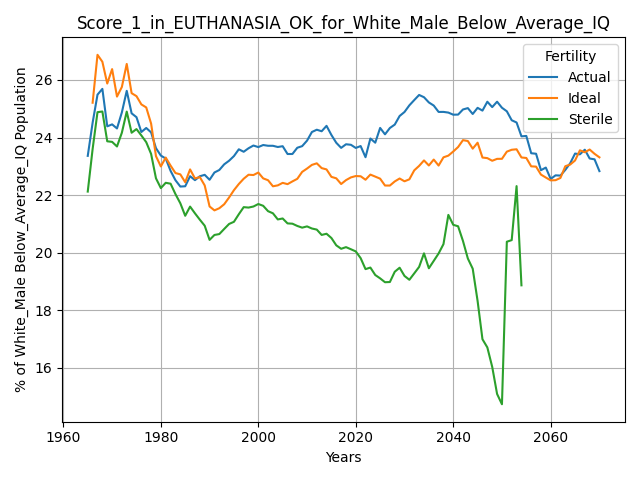 Score_1_in_EUTHANASIA_OK_for_White_Male_Below_Average_IQ
% of White_Male Below_Average_IQ Population
26
24
22
20
18
16
Fertility
Actual
Ideal
Sterile
1960
1980
2000
2020
2040
2060
Years